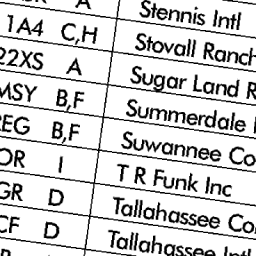 A Stennis Intl
1A4 C,H Stovall Ranch
22XS A Sugar Land
MSY B,F Summerdale
REG B,F Suwannee Co
OR I T R Funk Inc
GR D Tallahassee Co
CF D Tallahassee Intl